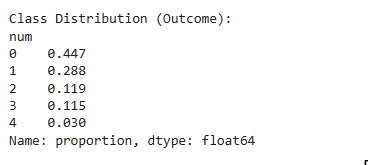 Class Distribution (Outcome):
num
0    0.447
1    0.288
2    0.119
3    0.115
4    0.030
Name: proportion, dtype: float64